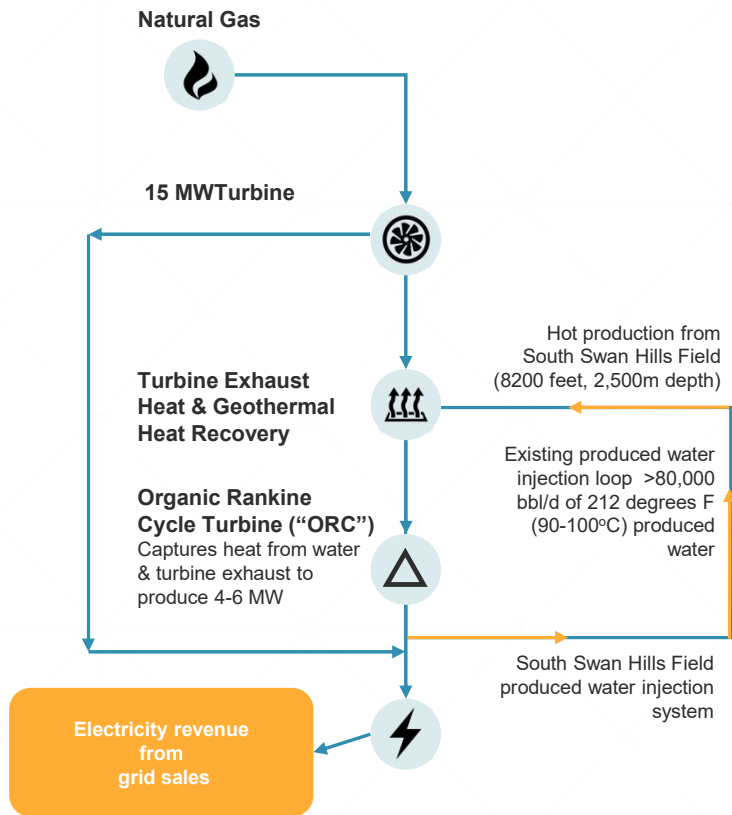 Natural Gas
15 MWTurbine
Hot production from
South Swan Hills Field
(8200 feet, 2,500m depth)
Turbine Exhaust
Heat & Geothermal
Heat Recovery
Existing produced water
injection loop >80,000
bbl/d of 212 degrees F
(90-100ºC) produced
water
Organic Rankine
Cycle Turbine (“ORC”)
Captures heat from water
& turbine exhaust to
produce 4-6 MW
South Swan Hills Field
produced water injection
system
Electricity revenue
from
grid sales